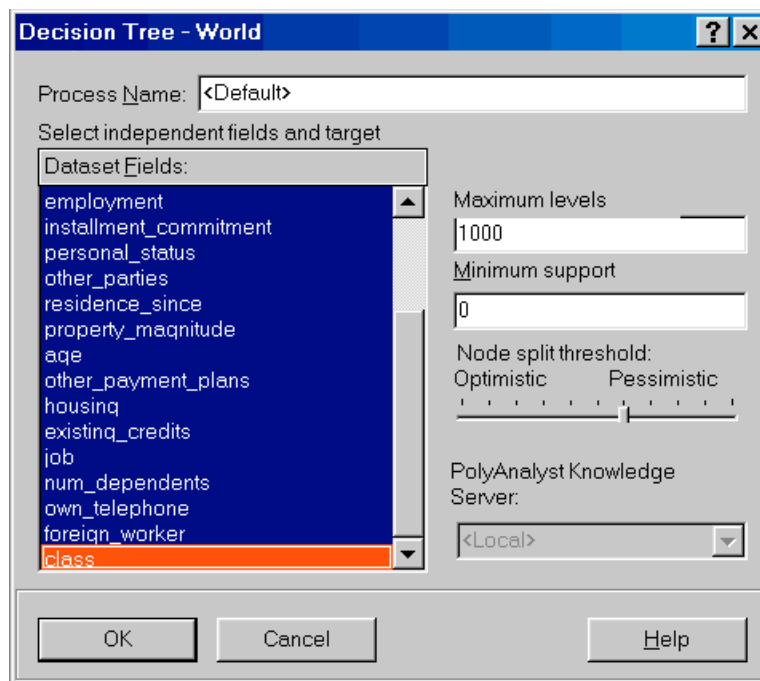 Decision Tree - World
Process Name: <Default>
Select independent fields and target
Dataset Fields:
employment
installment_commitment
personal_status
other_parties
residence_since
property_magnitude
age
other_payment_plans
housing
existing_credits
job
num_dependents
own_telephone
foreign_worker
class
Maximum levels
1000
Minimum support
0
Node split threshold:
Optimistic Pessimistic
PolyAnalyst Knowledge
Server:
<Local>
OK Cancel Help